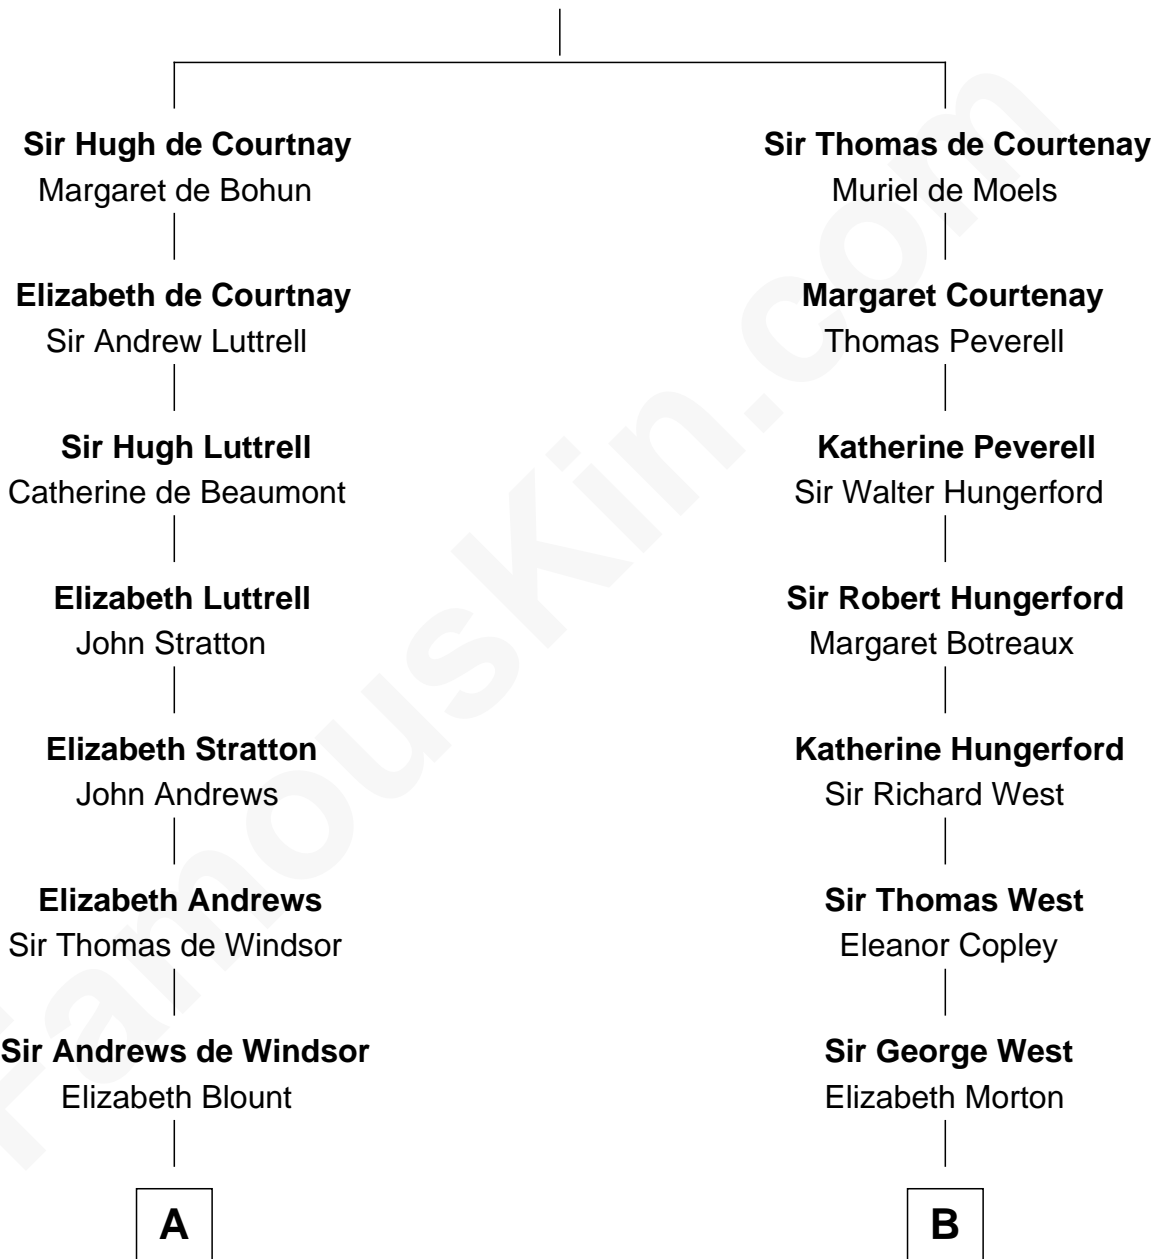 Sir Hugh de Courtnay
Margaret de Bohun
Elizabeth de Courtnay
Sir Andrew Luttrell
Sir Hugh Luttrell
Catherine de Beaumont
Elizabeth Luttrell
John Stratton
Elizabeth Stratton
John Andrews
Elizabeth Andrews
Sir Thomas de Windsor
Sir Andrews de Windsor
Elizabeth Blount
A
Sir Thomas de Courtenay
Muriel de Moels
Margaret Courtenay
Thomas Peverell
Katherine Peverell
Sir Walter Hungerford
Sir Robert Hungerford
Margaret Botreaux
Katherine Hungerford
Sir Richard West
Sir Thomas West
Eleanor Copley
Sir George West
Elizabeth Morton
B
FamousKin.com